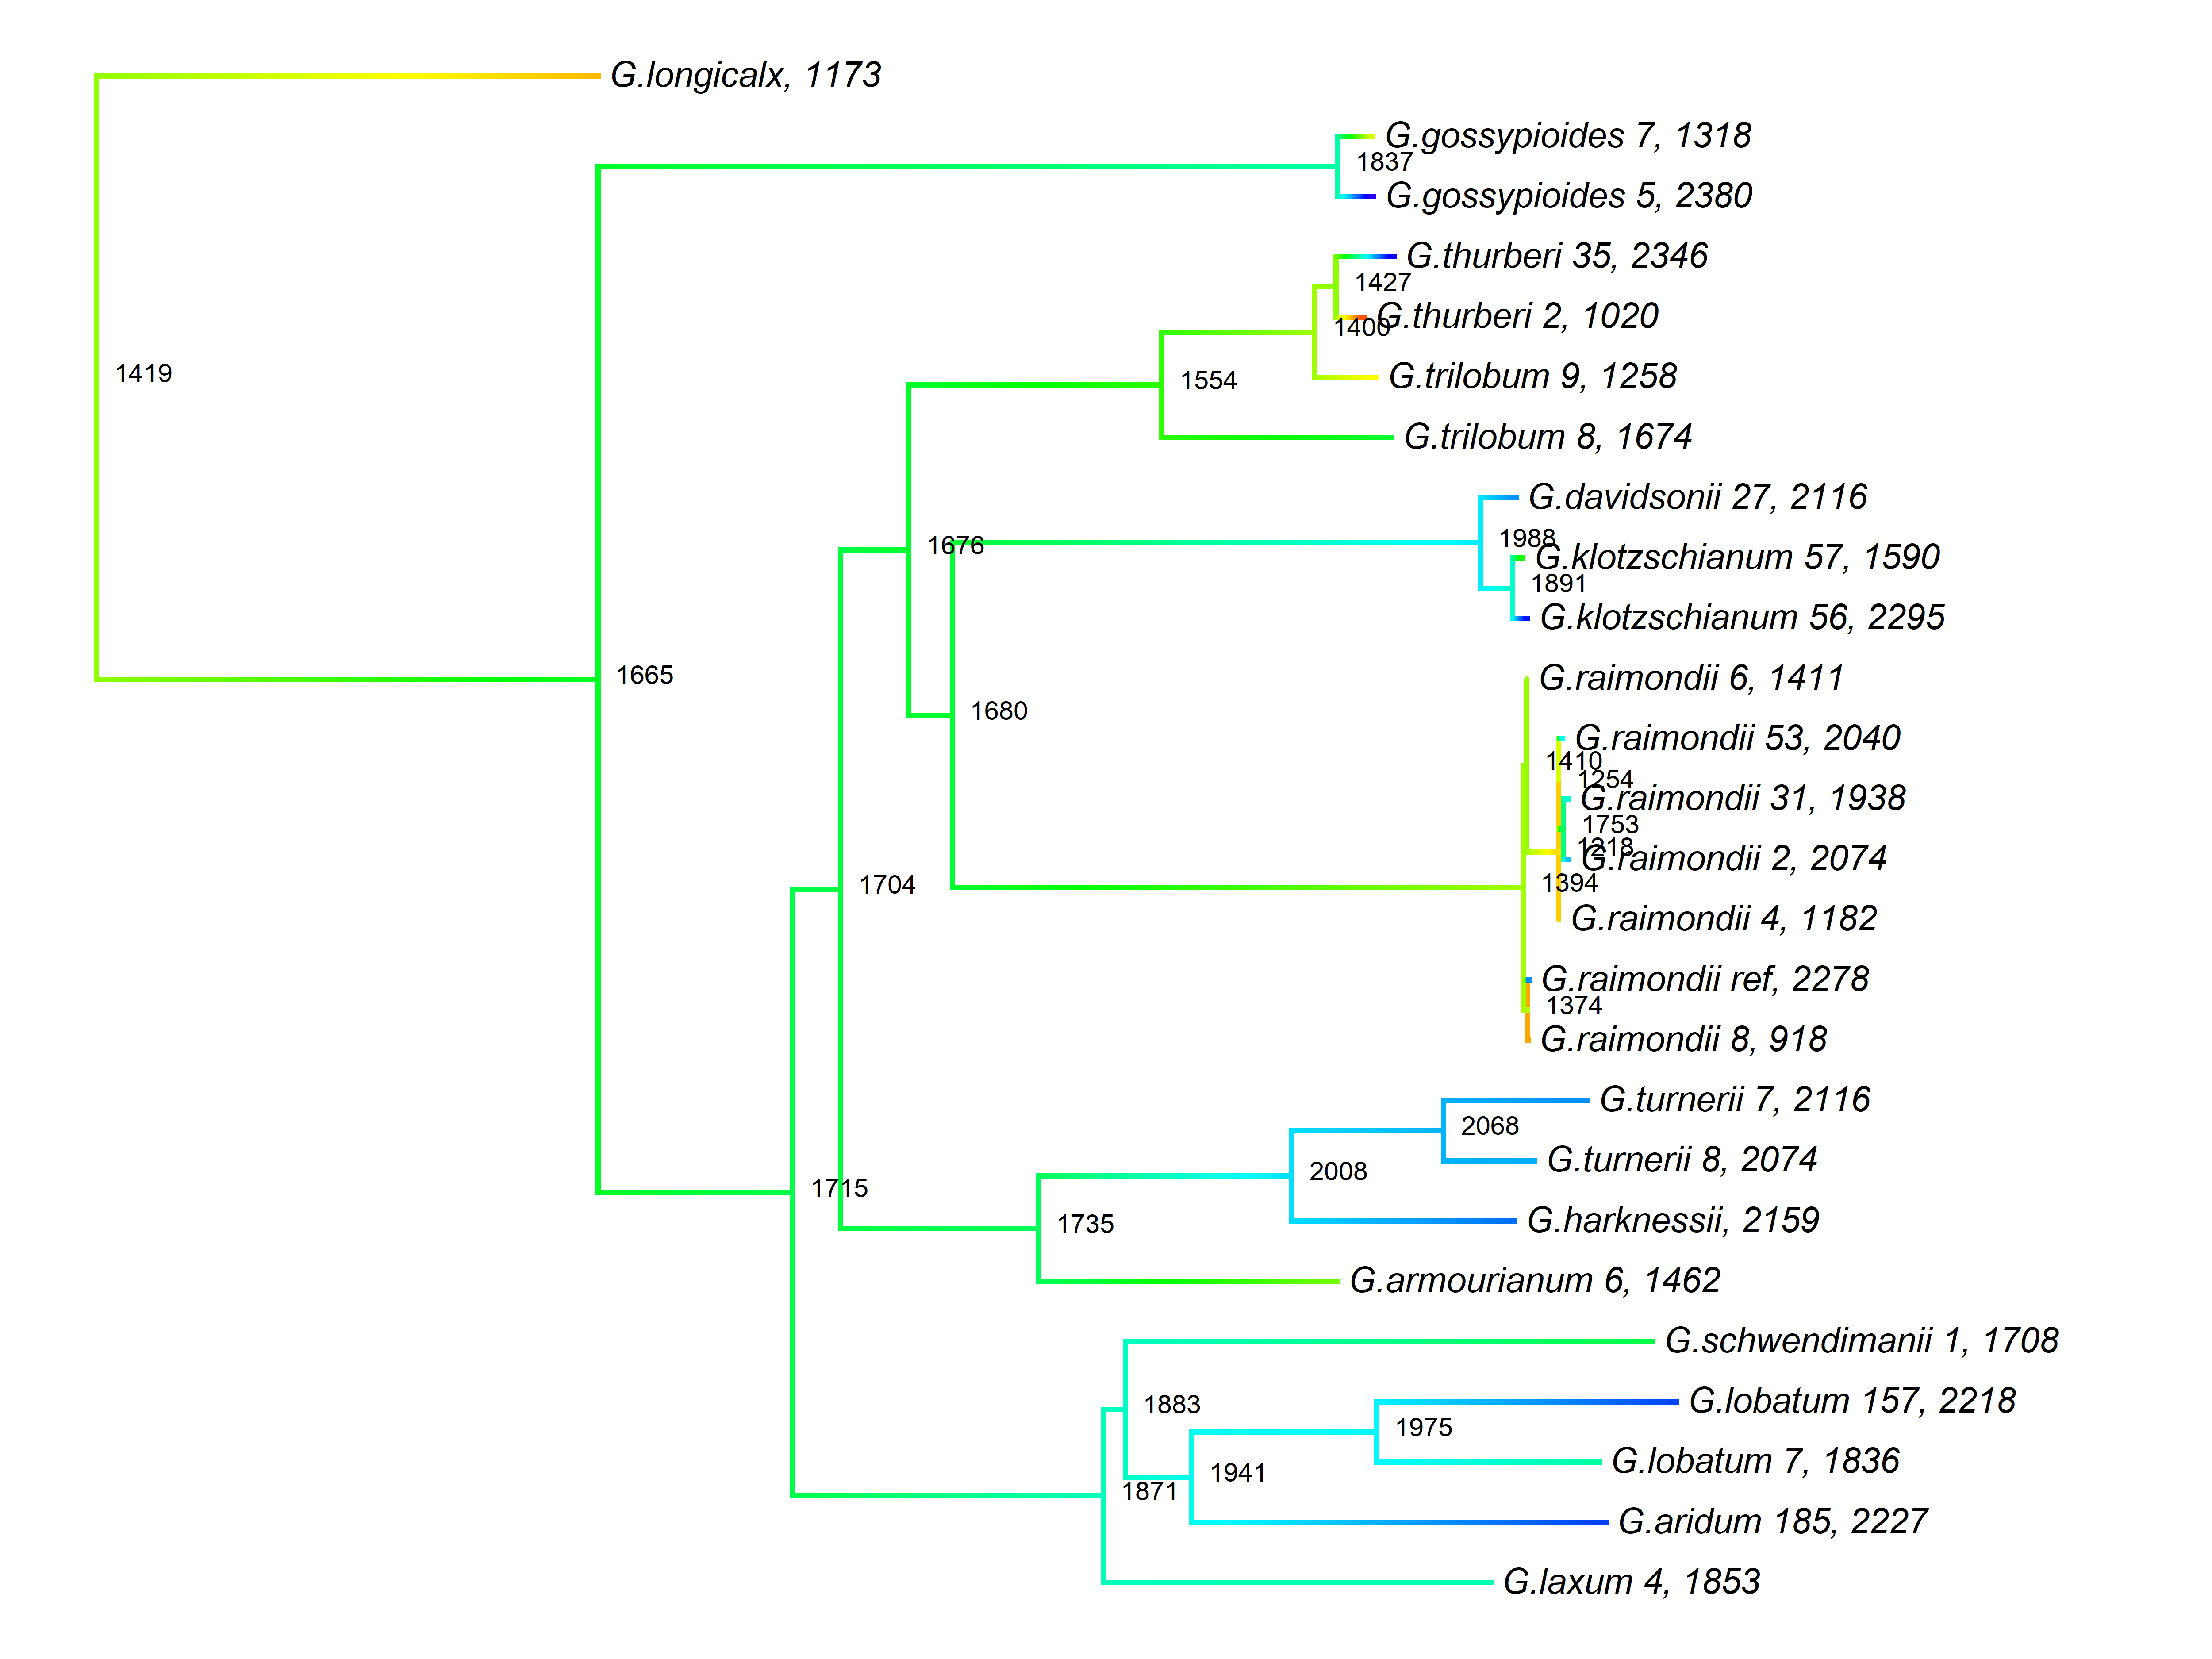 G.longicalx, 1173
G.gossypioides 7, 1318
1837
G.gossypioides 5, 2380
G.thurberi 35, 2346
1427
G.thurberi 2, 1020
1400
1419
G.trilobum 9, 1258
1554
G.trilobum 8, 1674
G.davidsonii 27, 2116
1988
1676
G.klotzschianum 57, 1590
1891
G.klotzschianum 56, 2295
1665
G.raimondii 6, 1411
1680
G.raimondii 53, 2040
1410
1254
G.raimondii 31, 1938
1753
1218
G.raimondii 2, 2074
1704
1394
G.raimondii 4, 1182
G.raimondii ref, 2278
1374
G.raimondii 8, 918
G.turnerii 7, 2116
2068
G.turnerii 8, 2074
2008
1715
G.harknessii, 2159
1735
G.armourianum 6, 1462
G.schwendimanii 1, 1708
1883
G.lobatum 157, 2218
1975
G.lobatum 7, 1836
1941
1871
G.aridum 185, 2227
G.laxum 4, 1853